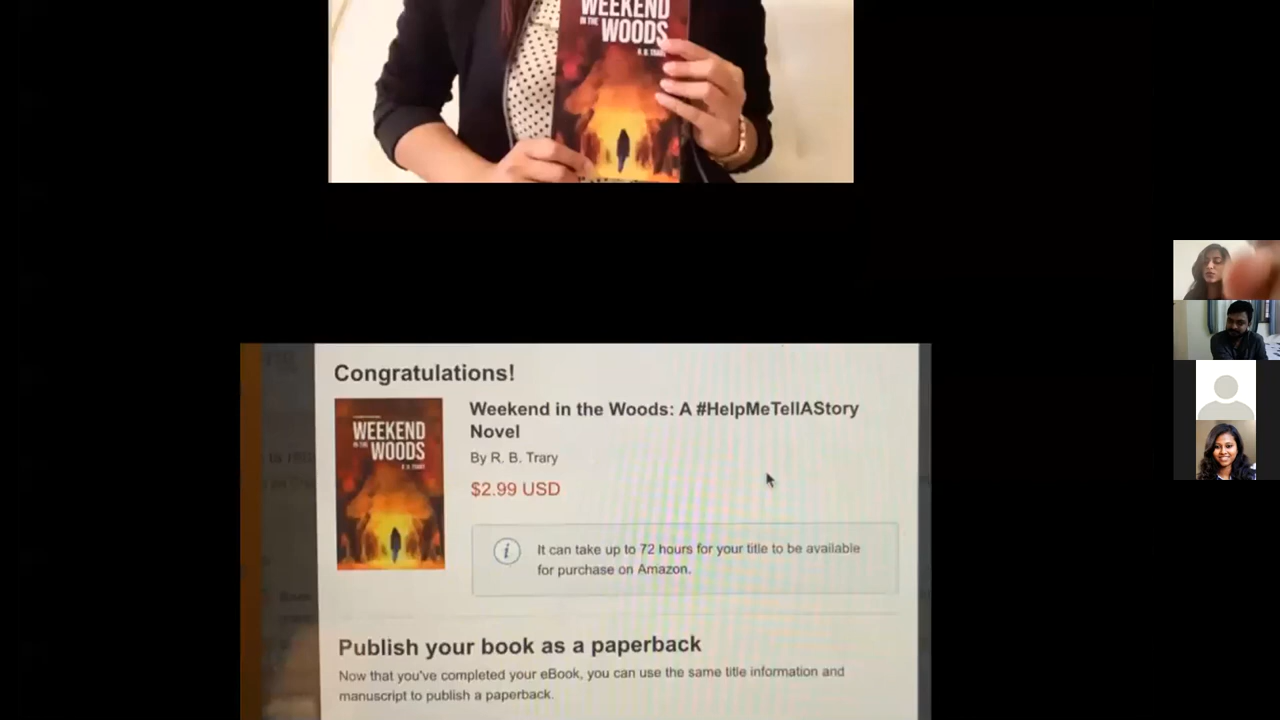 WEEKEND
IN THE WOODS
R. B. TRARY
Congratulations!
WEEKEND
IN THE WOODS
R. B. TRARY
Weekend in the Woods: A #HelpMeTellAStory
Novel
By R. B. Trary
$2.99 USD
i
It can take up to 72 hours for your title to be available
for purchase on Amazon.
Publish your book as a paperback
Now that you've completed your eBook, you can use the same title information and
manuscript to publish a paperback.